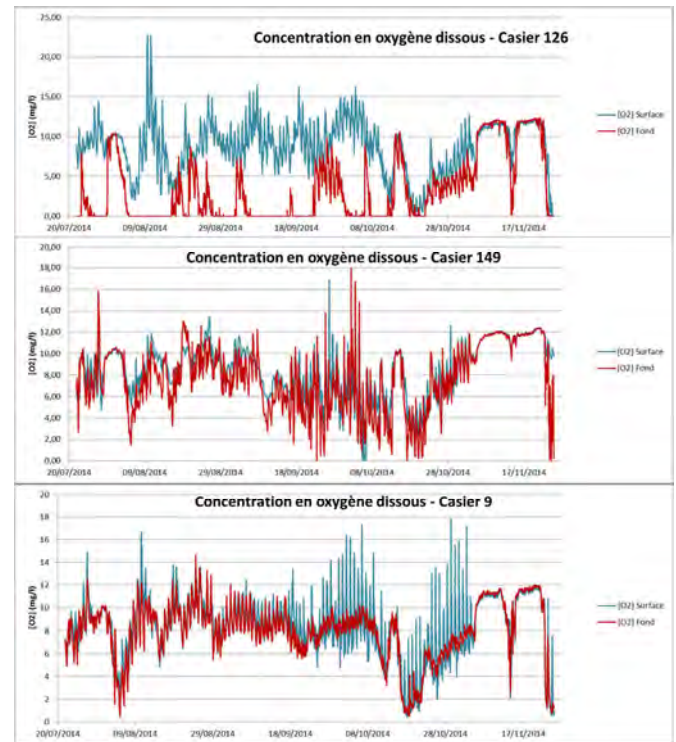 Concentration en oxygène dissous - Casier 126
[O2] (mg/l)
25,00
20,00
15,00
10,00
5,00
0,00
20/07/2014 09/08/2014 29/08/2014 18/09/2014 08/10/2014 28/10/2014 17/11/2014
[O2] Surface
[O2] Fond
Concentration en oxygène dissous - Casier 149
[O2] (mg/l)
20,00
18,00
16,00
14,00
12,00
10,00
8,00
6,00
4,00
2,00
0,00
20/07/2014 09/08/2014 29/08/2014 18/09/2014 08/10/2014 28/10/2014 17/11/2014
[O2] Surface
[O2] Fond
Concentration en oxygène dissous - Casier 9
[O2] (mg/l)
20
18
16
14
12
10
8
6
4
2
0
20/07/2014 09/08/2014 29/08/2014 18/09/2014 08/10/2014 28/10/2014 17/11/2014
[O2] Surface
[O2] Fond